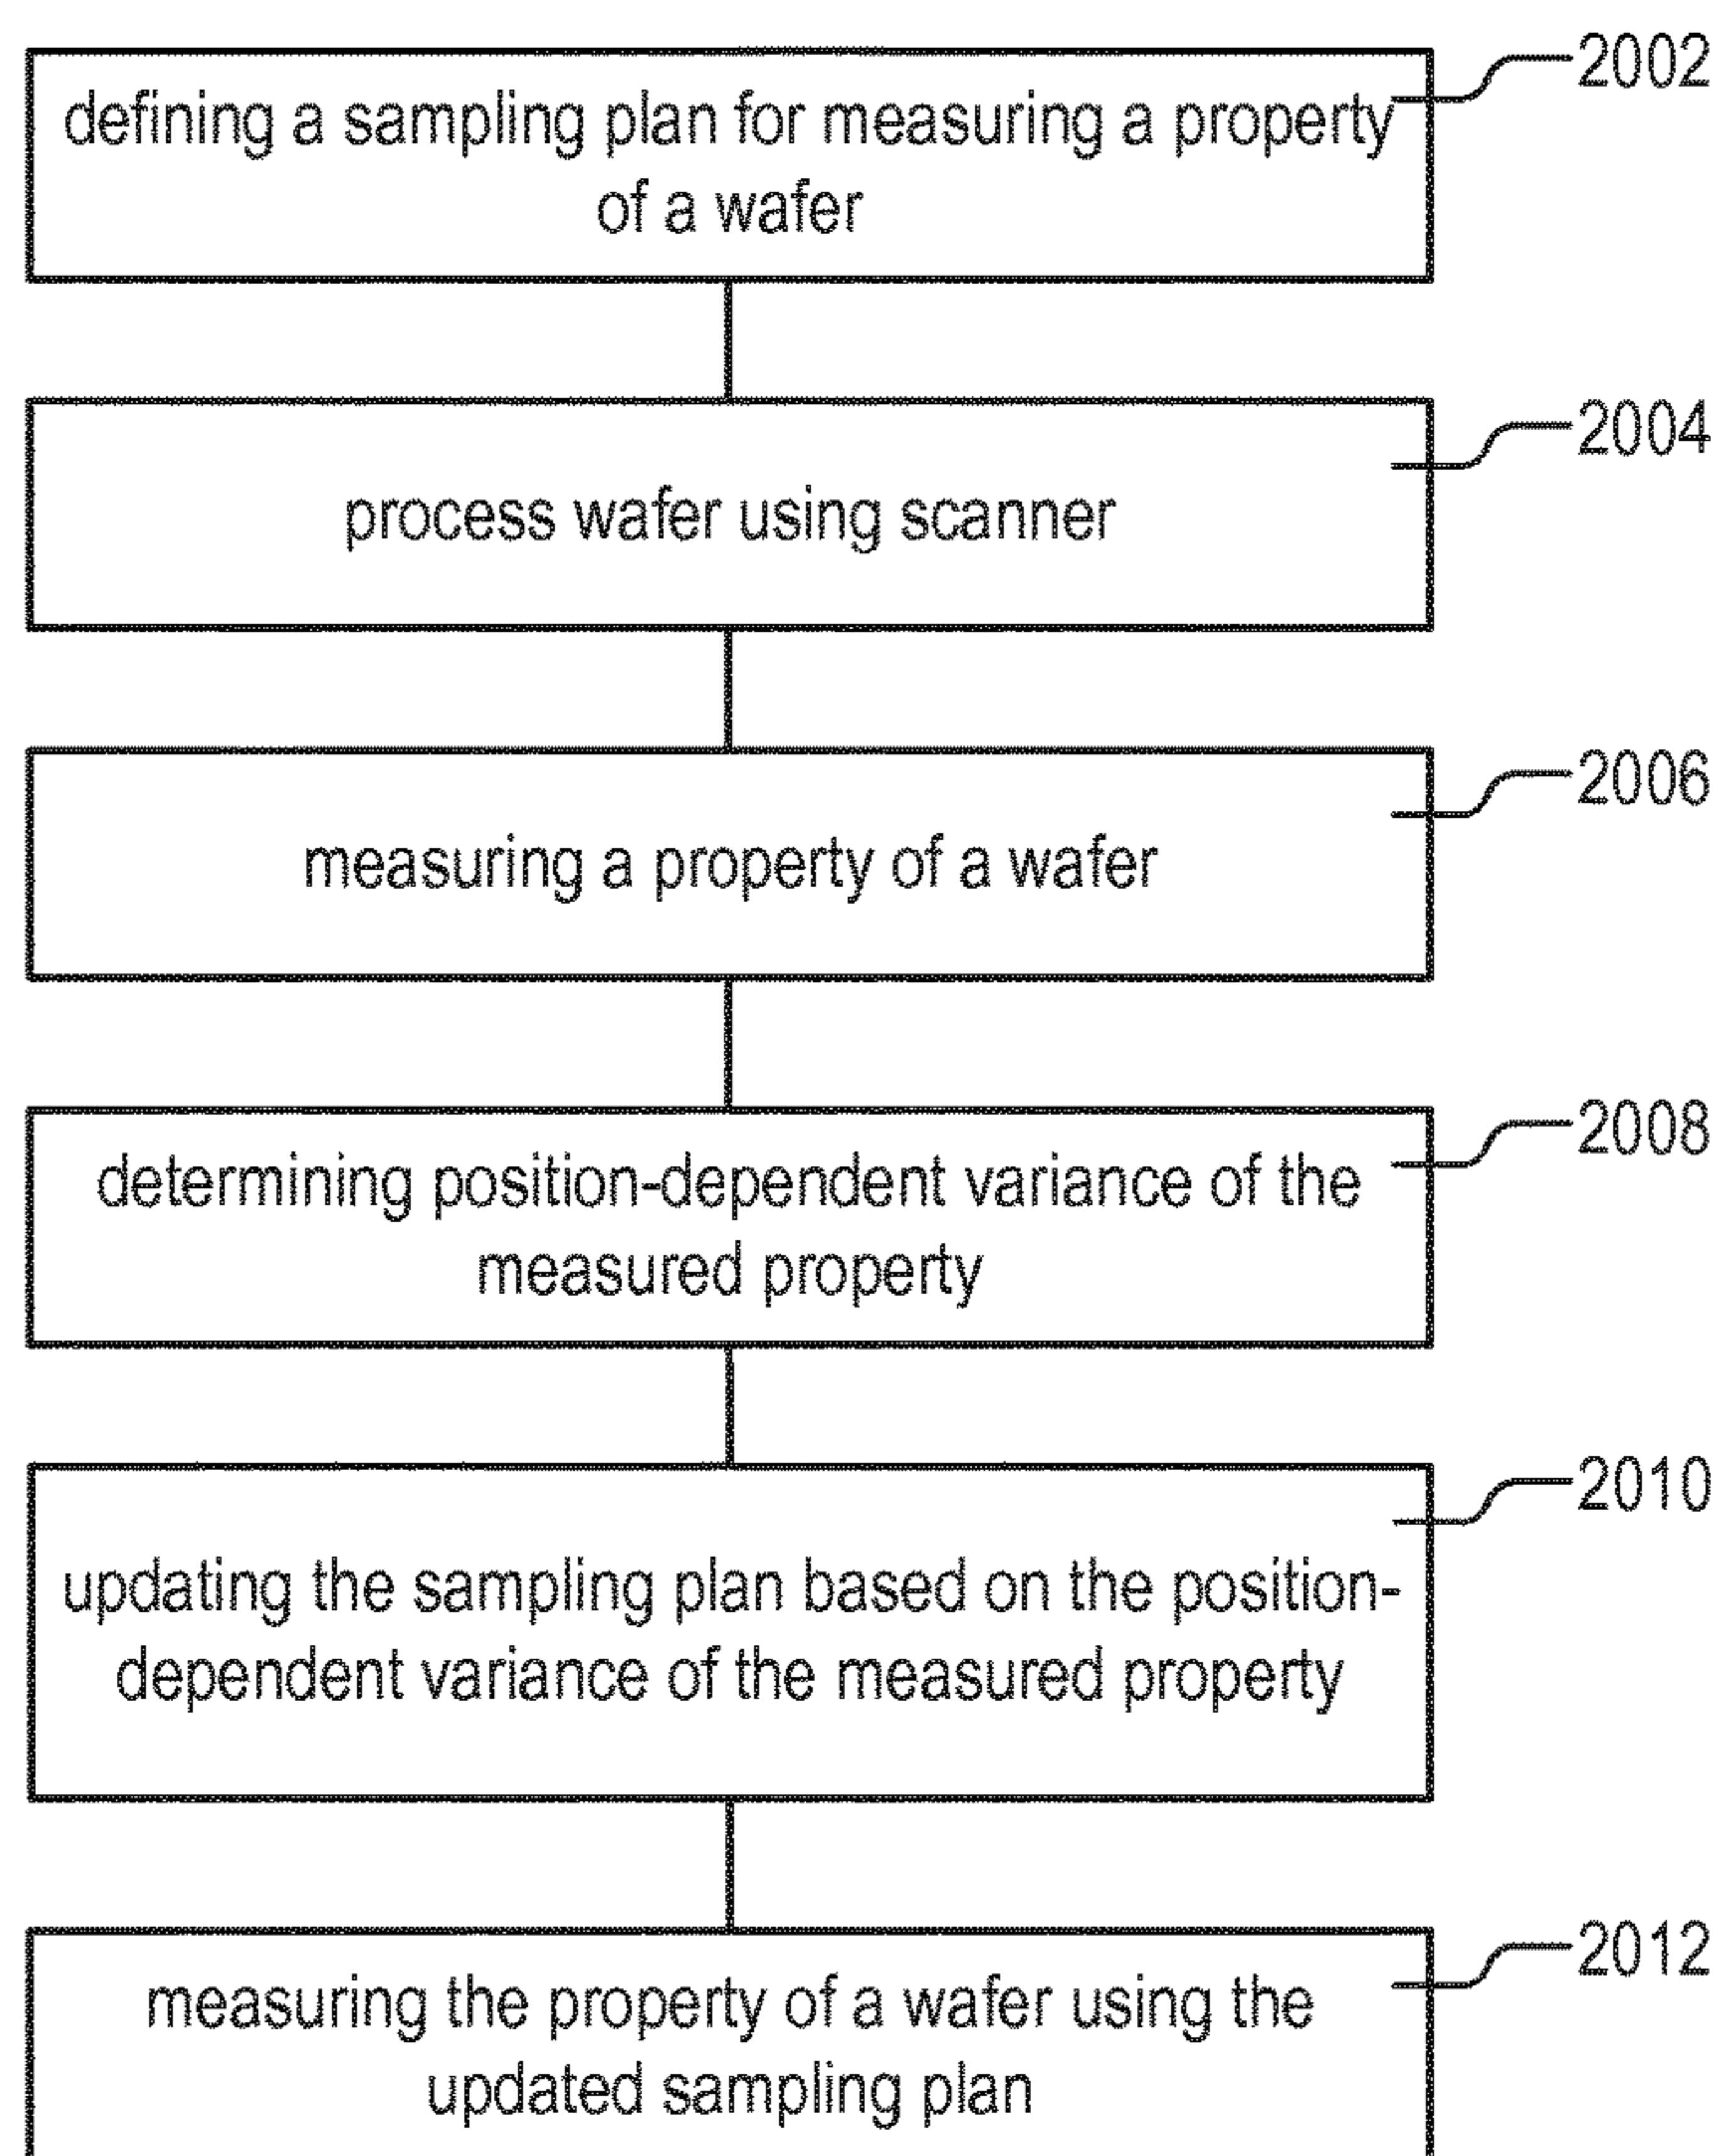 2002
defining a sampling plan for measuring a property
of a wafer
2004
process wafer using scanner
2006
measuring a property of a wafer
2008
determining position-dependent variance of the
measured property
2010
updating the sampling plan based on the position-
dependent variance of the measured property
2012
measuring the property of a wafer using the
updated sampling plan